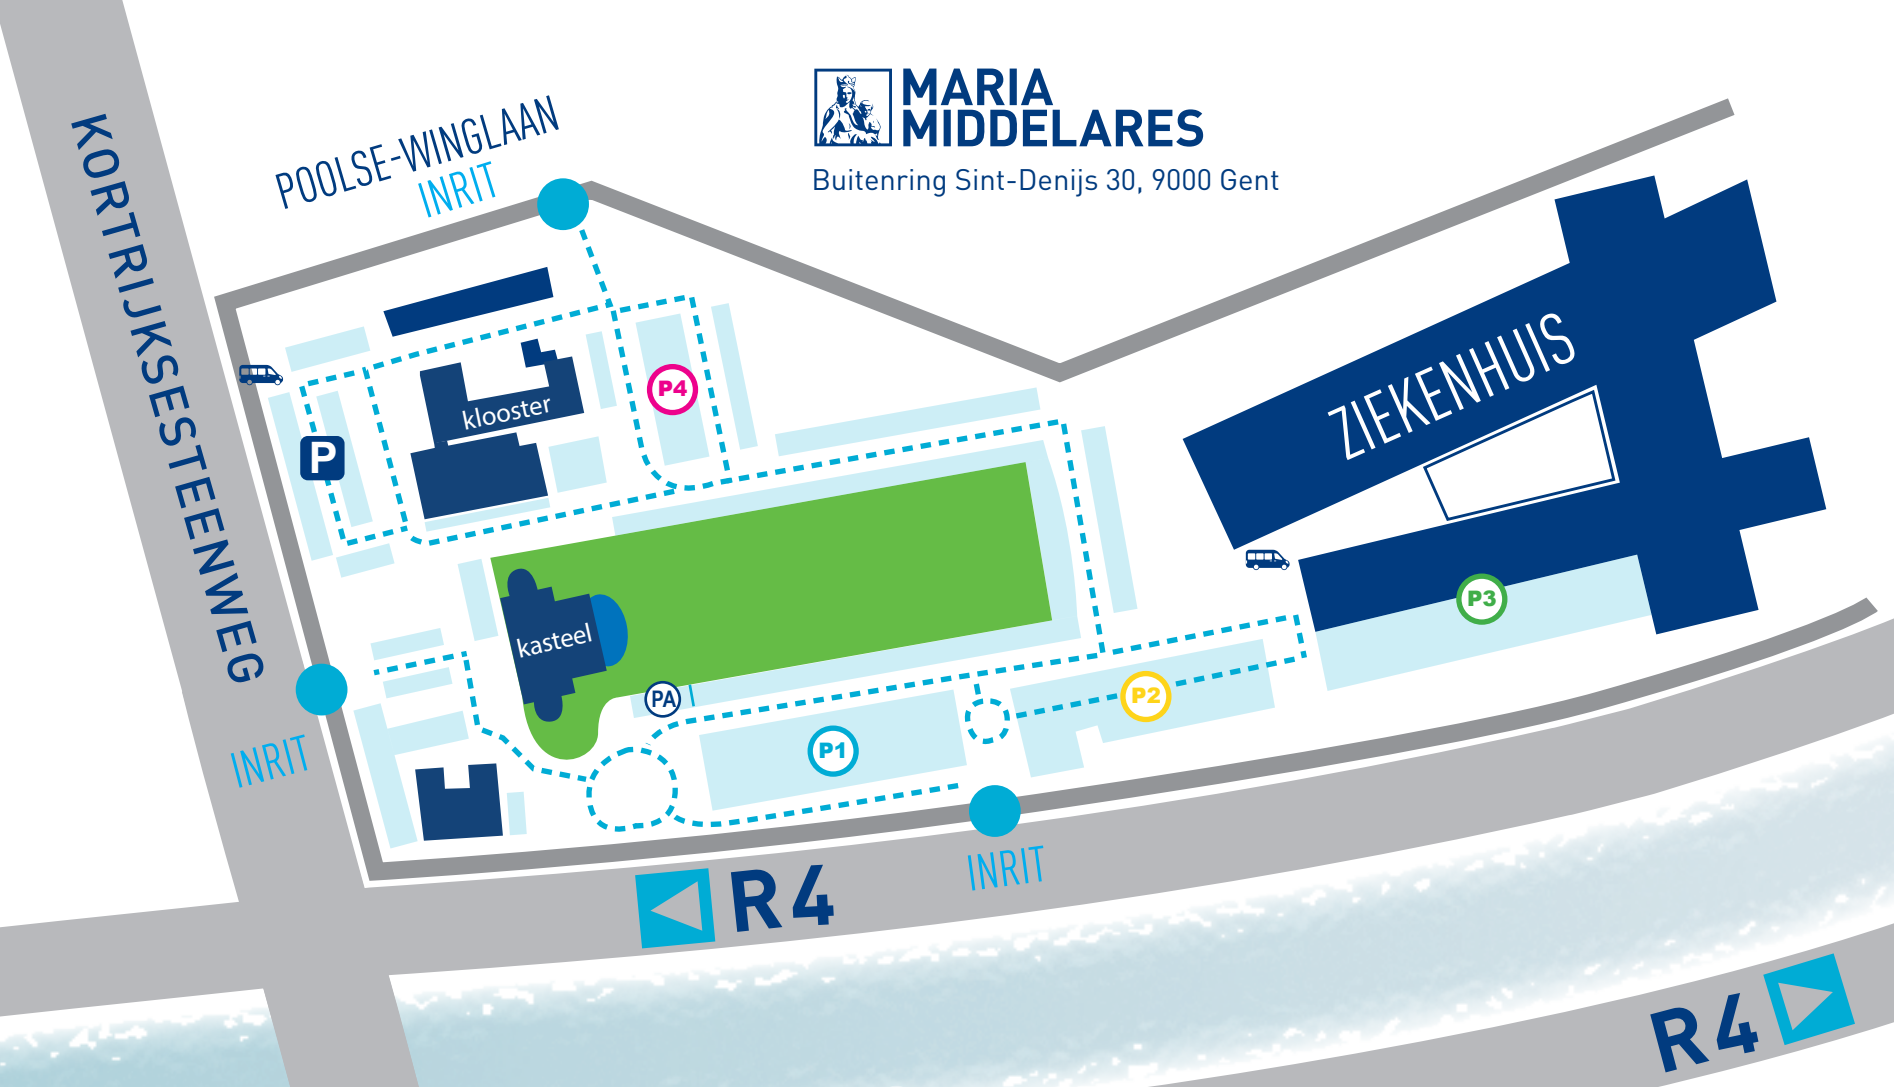 MARIA
MIDDELARES
Buitenring Sint-Denijs 30, 9000 Gent
POOLSE-WINGLAAN
INRIT
KORTRIJKSESTEENWEG
ZIEKENHUIS
P4
klooster
P
P3
kasteel
PA
P2
P1
INRIT
INRIT
R4
R4